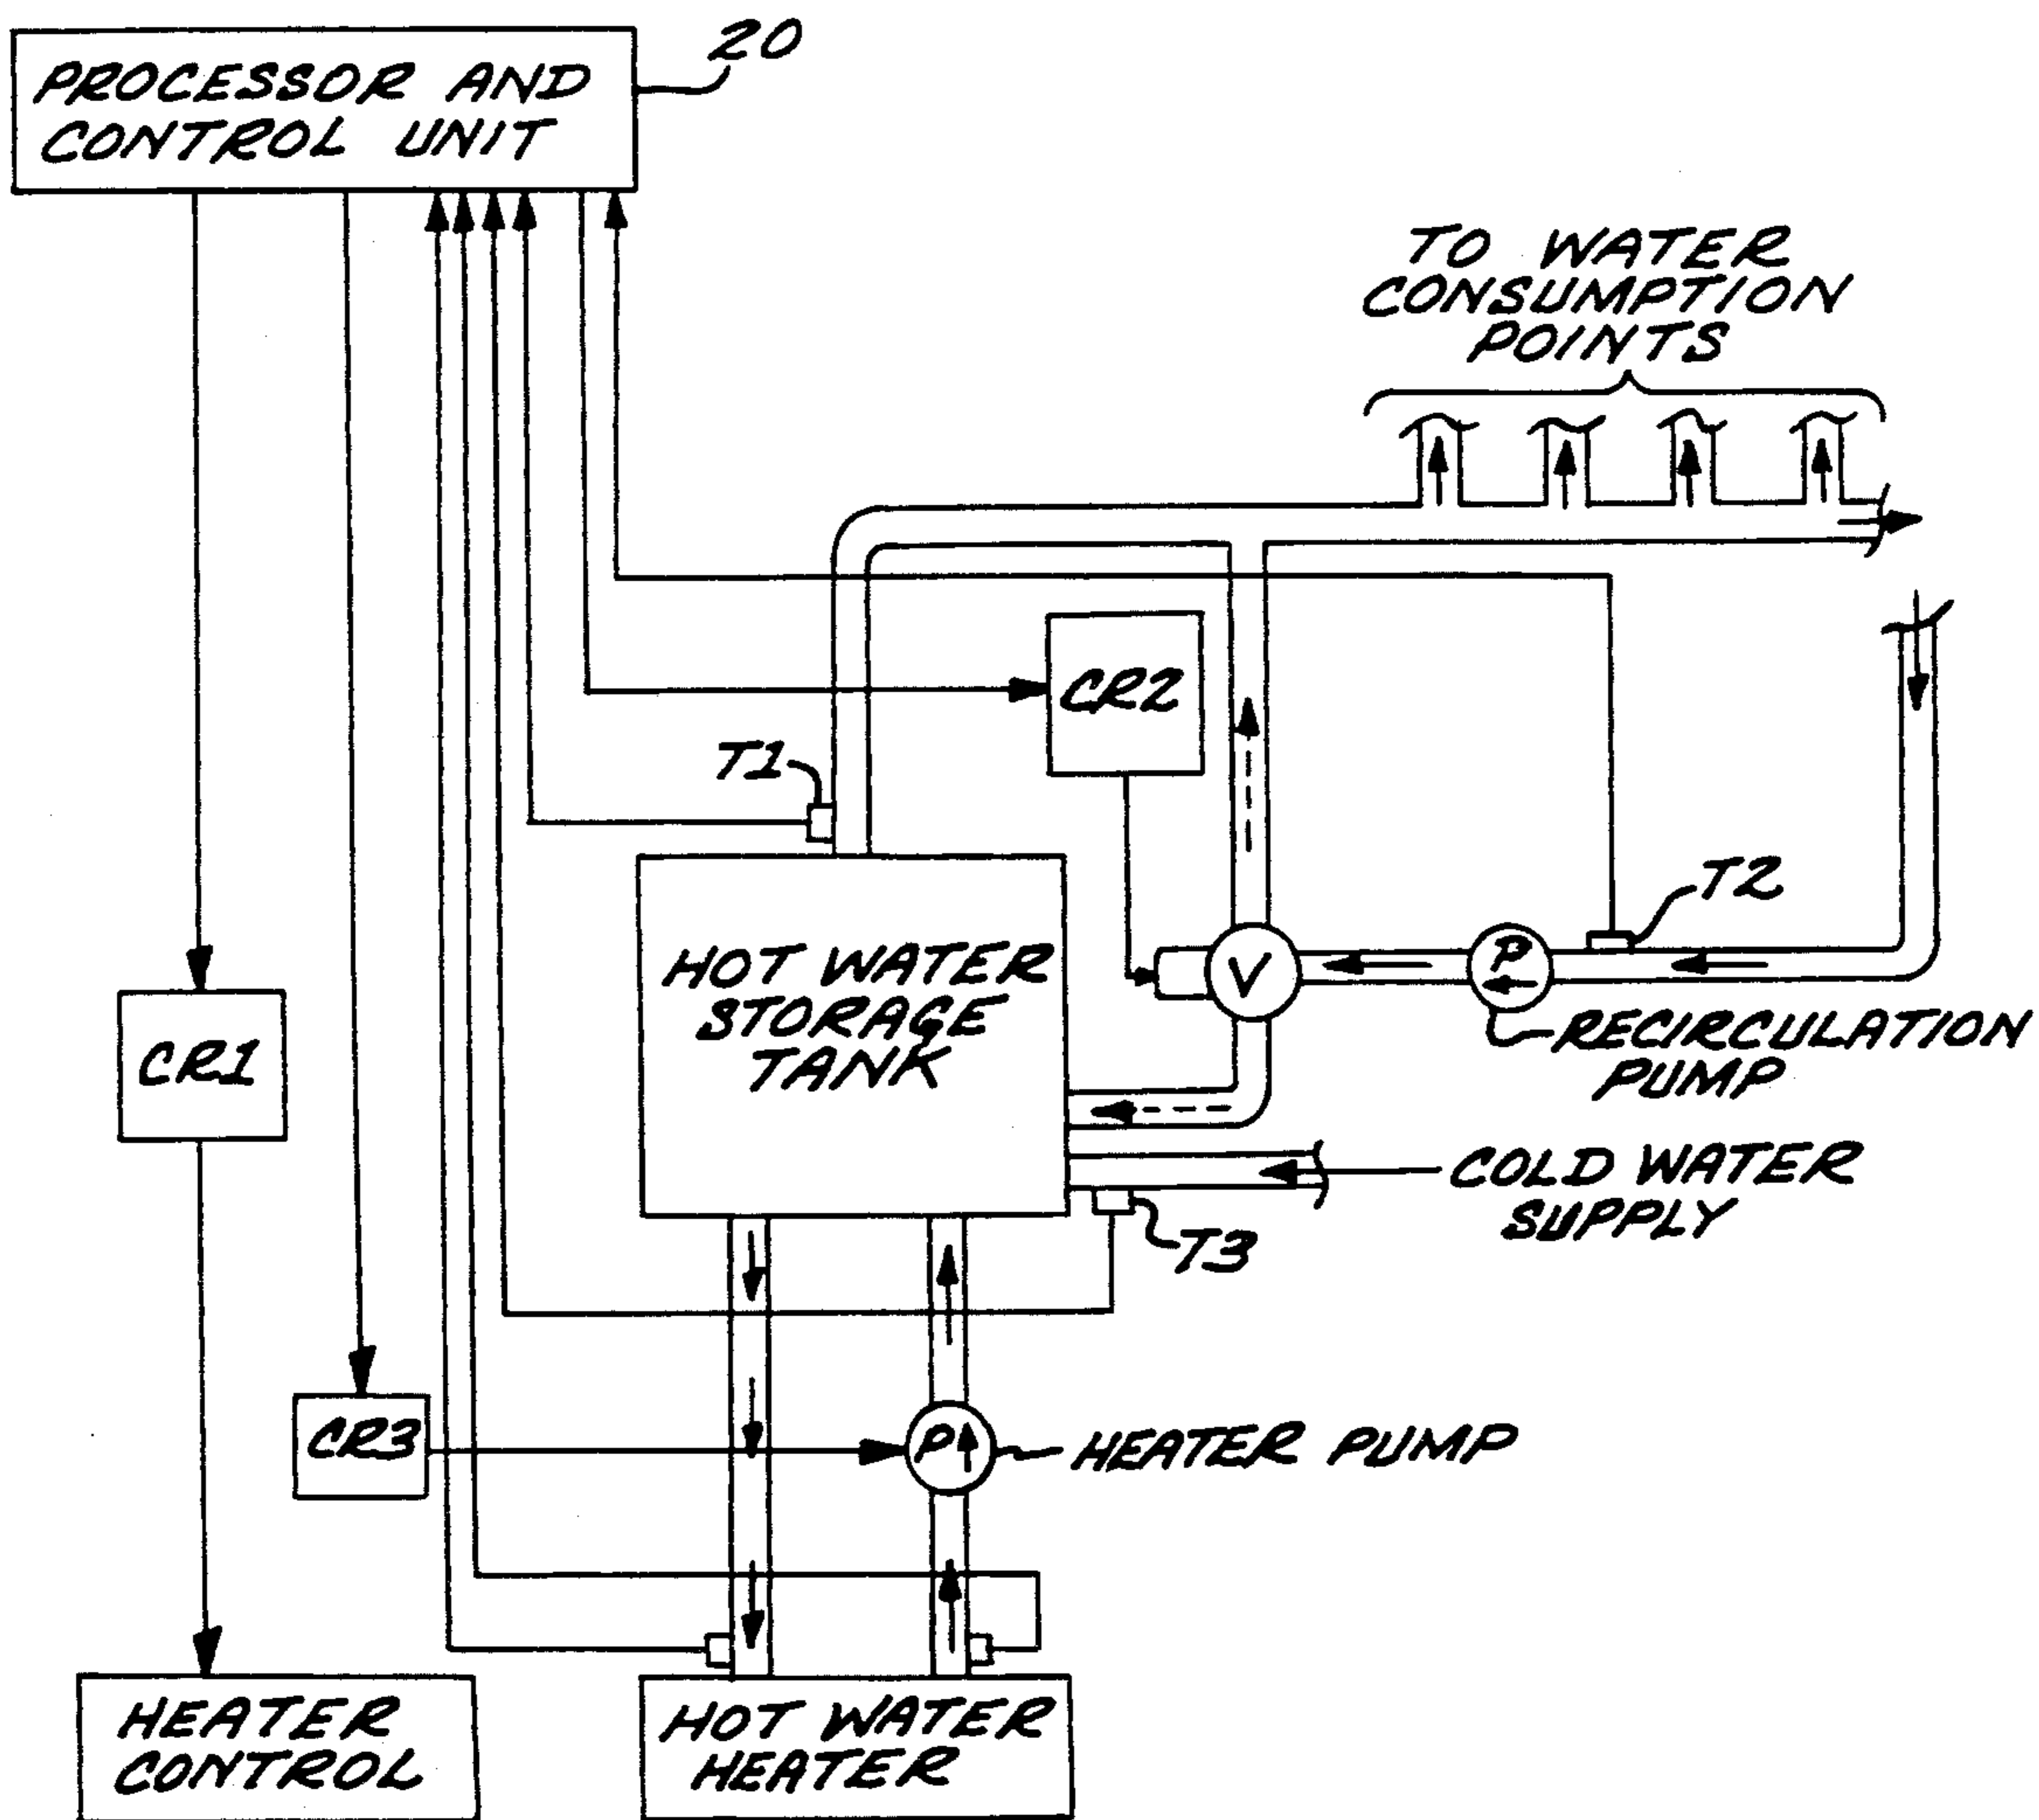 20
PROCESSOR AND
CONTROL UNIT
TO WATER
CONSUMPTION
POINTS
CR2
T1
T2
HOT WATER
STORAGE
TANK
V
P
RECIRCULATION
PUMP
CR1
COLD WATER
SUPPLY
T3
CR3
P
HEATER PUMP
HEATER
CONTROL
HOT WATER
HEATER